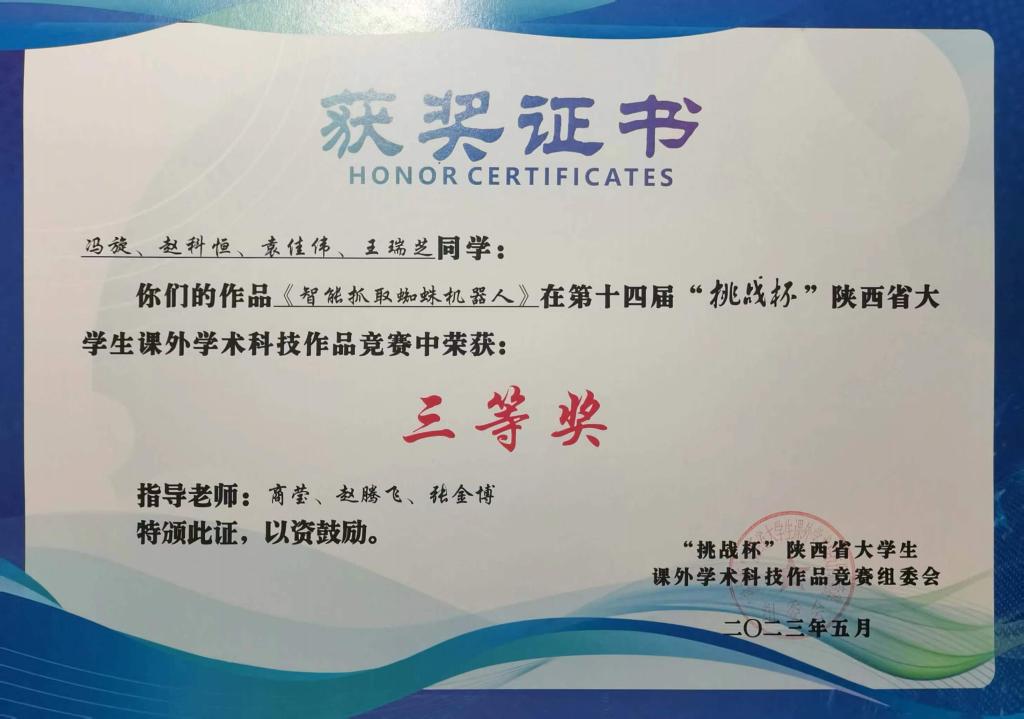 获奖证书
HONOR CERTIFICATES
冯旋、赵科恒、袁佳伟、王瑞芝同学：
你们的作品《智能抓取蜘蛛机器人》在第十四届“挑战杯”陕西省大
学生课外学术科技作品竞赛中荣获：
三等奖
指导老师：商莹、赵腾飞、张金博
特颁此证，以资鼓励。
“挑战杯”陕西省大学生
课外学术科技作品竞赛组委会
二〇二三年五月